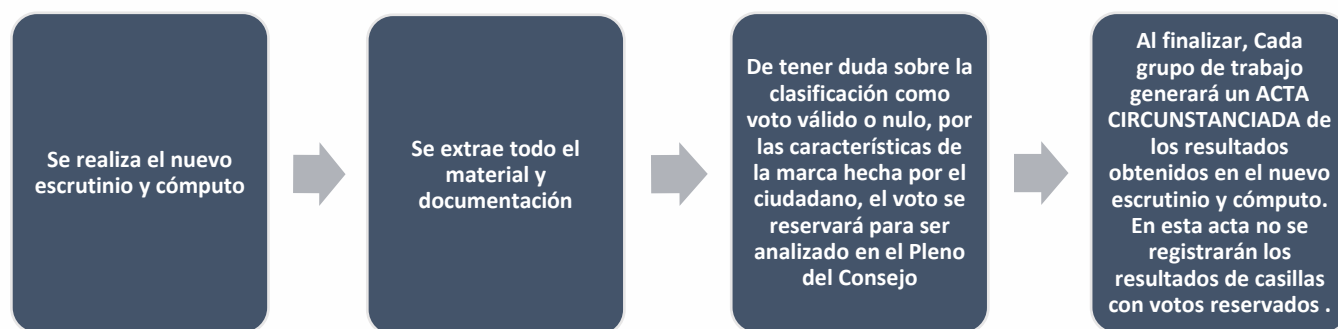 Se realiza el nuevo
escrutinio y cómputo
Se extrae todo el
material y
documentación
De tener duda sobre la
clasificación como
voto válido o nulo, por
las características de
la marca hecha por el
ciudadano, el voto se
reservará para ser
analizado en el Pleno
del Consejo
Al finalizar, Cada
grupo de trabajo
generará un ACTA
CIRCUNSTANCIADA de
los resultados
obtenidos en el nuevo
escrutinio y cómputo.
En esta acta no se
registrarán los
resultados de casillas
con votos reservados .